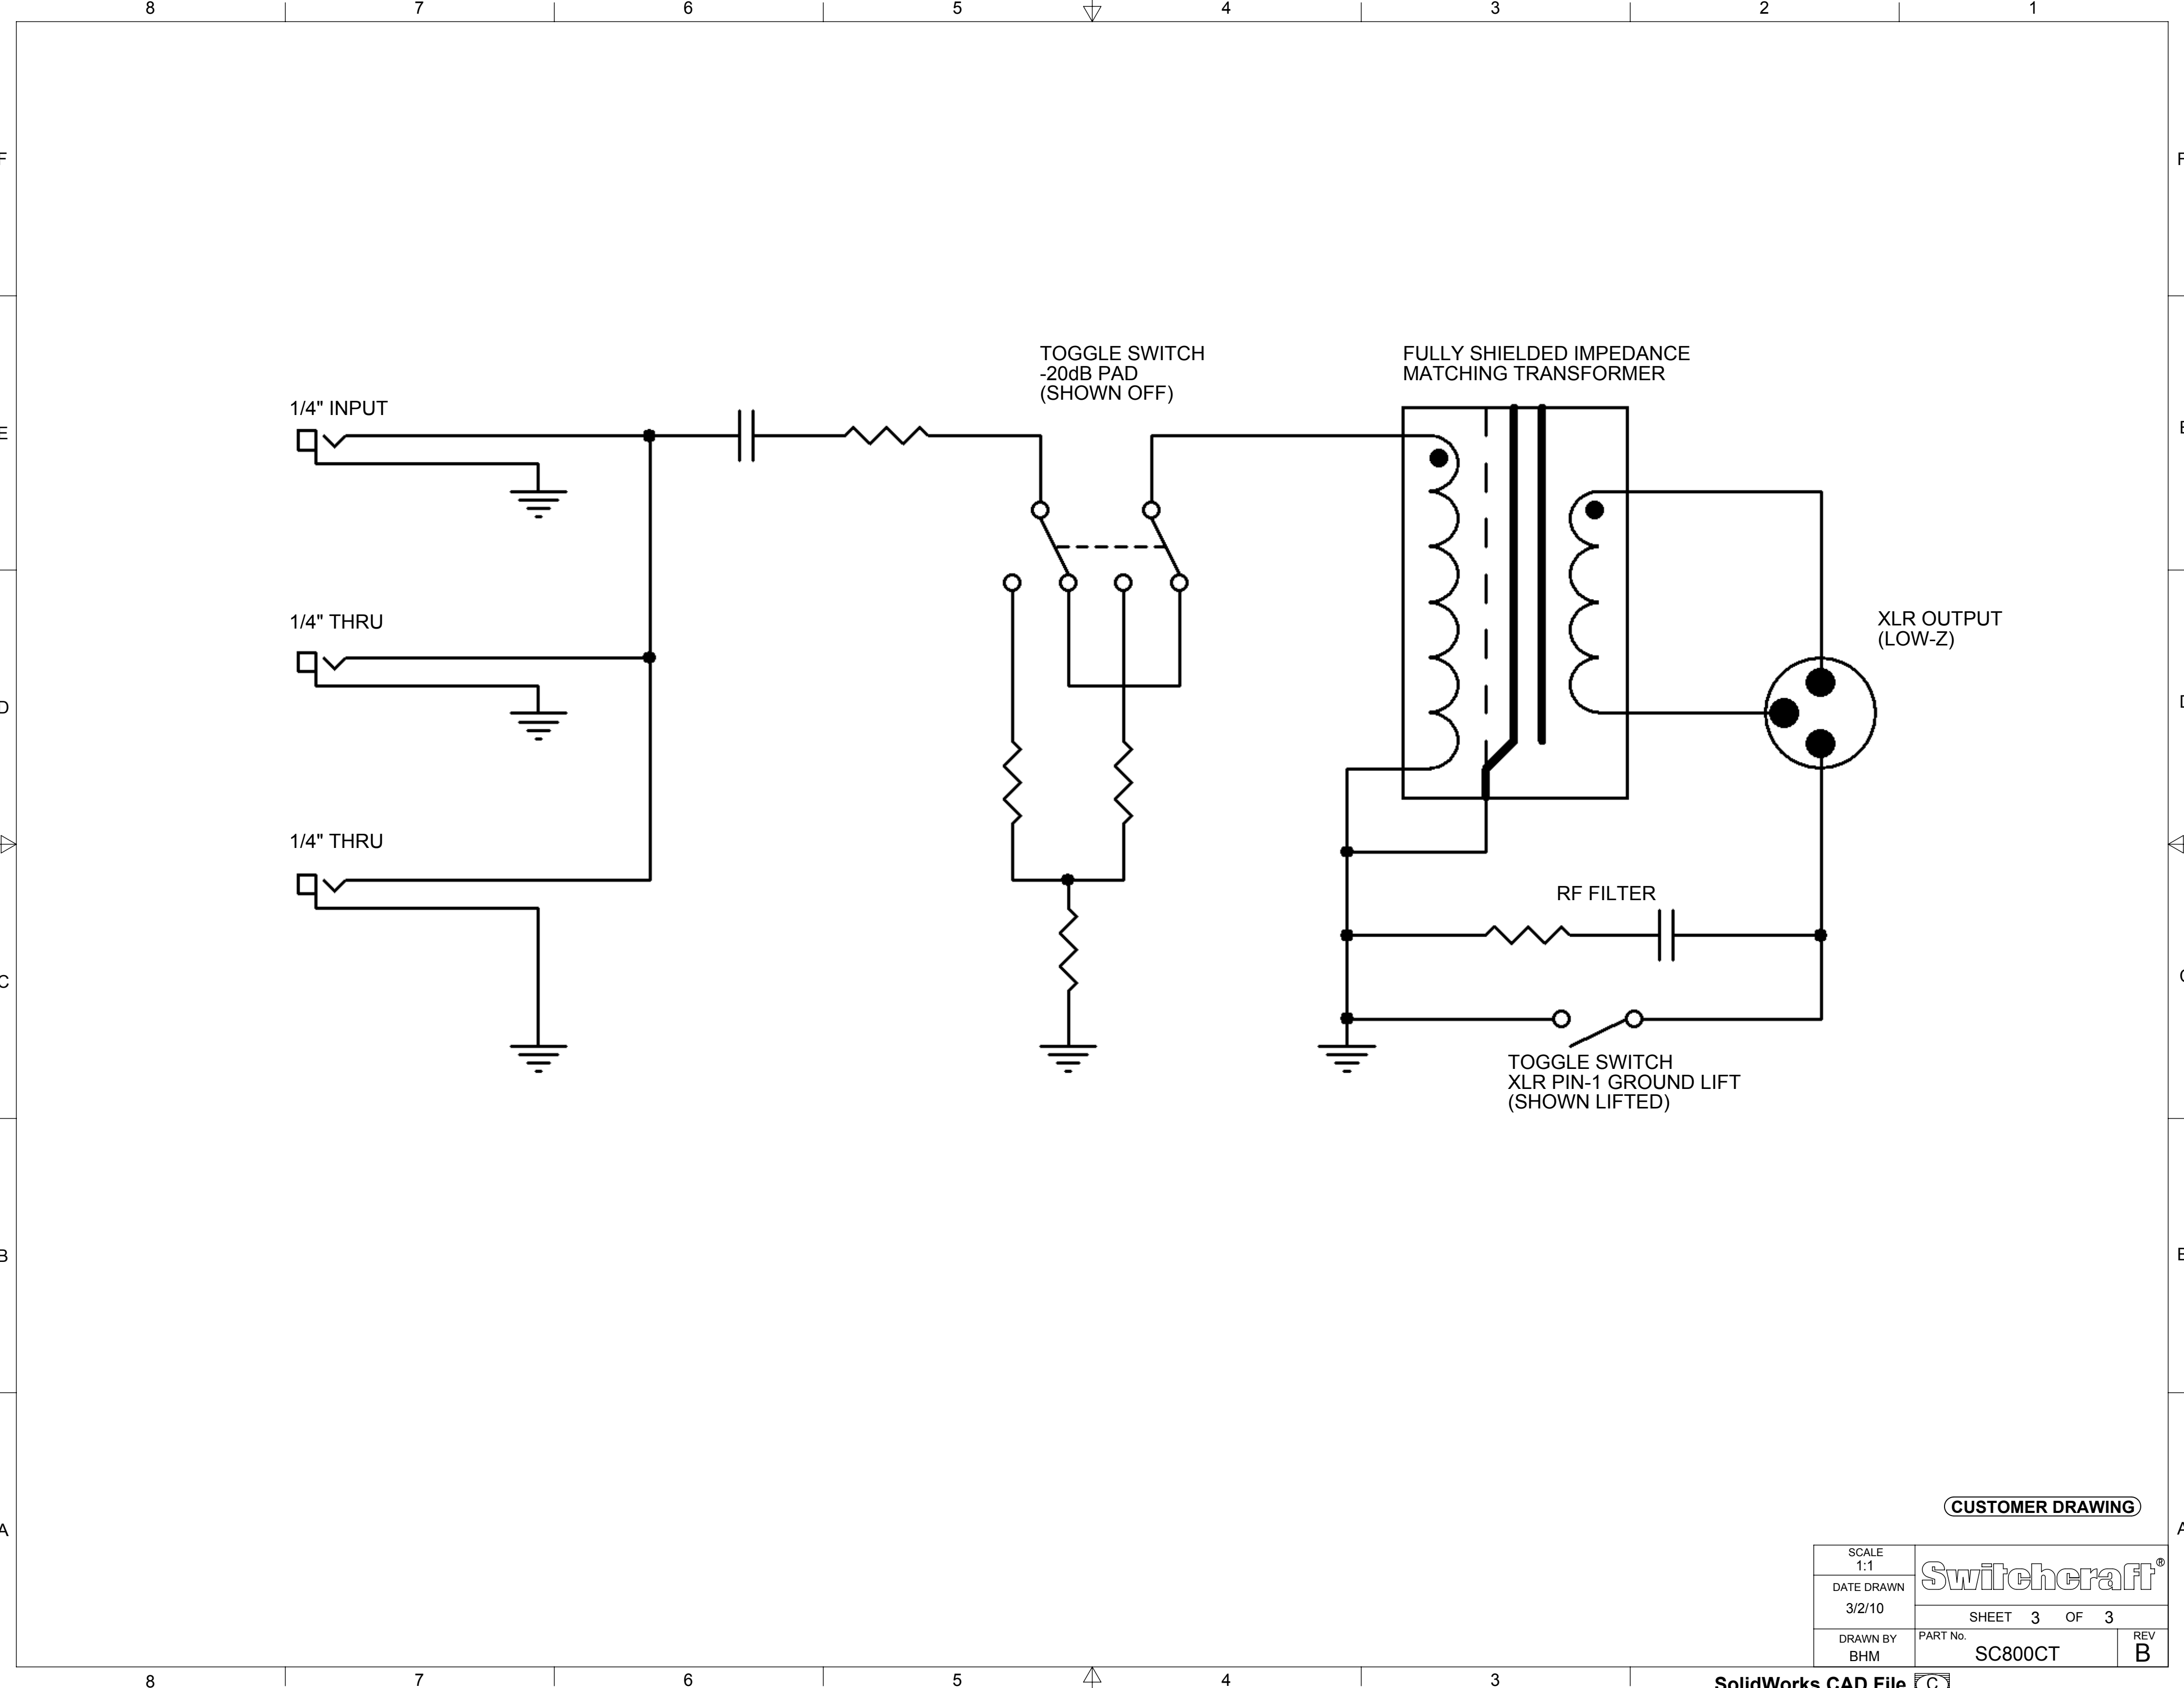 8 7 6 5 4 3 2 1
F F
E E
D D
C C
B B
A A
TOGGLE SWITCH
-20dB PAD
(SHOWN OFF)
FULLY SHIELDED IMPEDANCE
MATCHING TRANSFORMER
1/4" INPUT
1/4" THRU
XLR OUTPUT
(LOW-Z)
1/4" THRU
RF FILTER
TOGGLE SWITCH
XLR PIN-1 GROUND LIFT
(SHOWN LIFTED)
CUSTOMER DRAWING
SCALE
1:1
Switchcraft®
DATE DRAWN
3/2/10
SHEET 3 OF 3
DRAWN BY
BHM
PART No.
SC800CT
REV
B
8 7 6 5 4 3
SolidWorks CAD File C